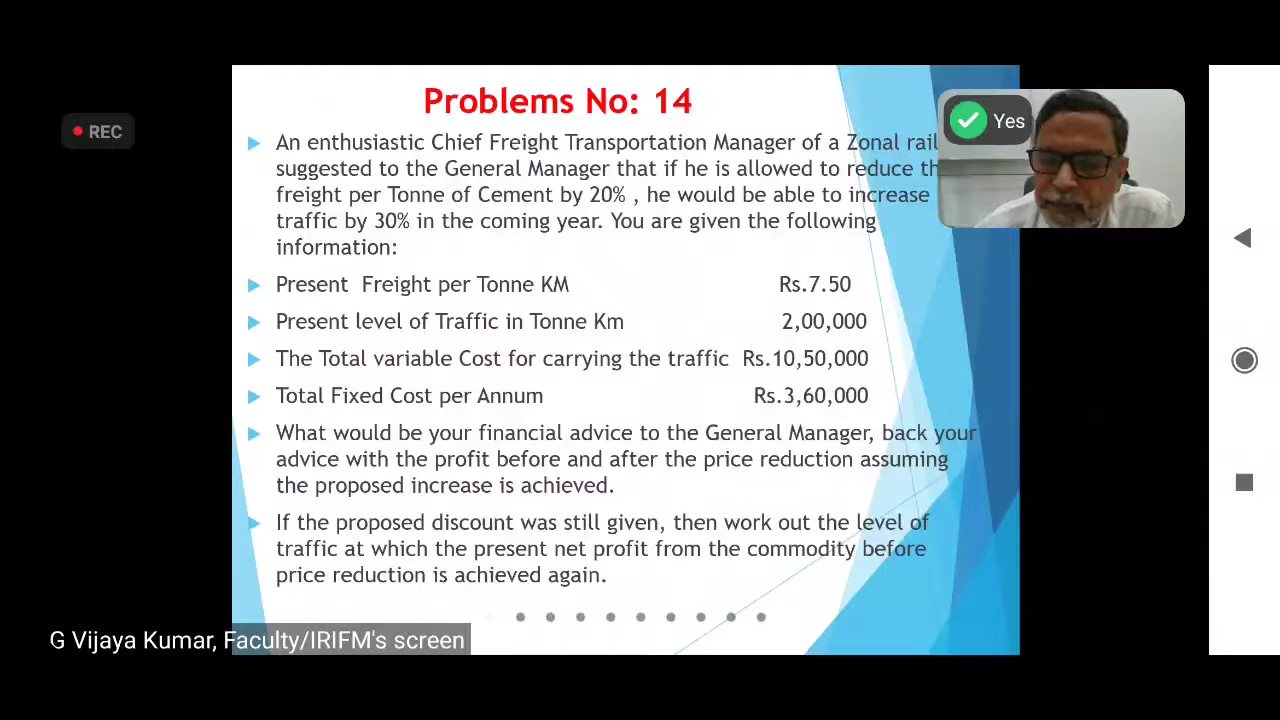 Problems No: 14
REC
Yes
An enthusiastic Chief Freight Transportation Manager of a Zonal rail
suggested to the General Manager that if he is allowed to reduce th
freight per Tonne of Cement by 20% , he would be able to increase
traffic by 30% in the coming year. You are given the following
information:
Present Freight per Tonne KM Rs.7.50
Present level of Traffic in Tonne Km 2,00,000
The Total variable Cost for carrying the traffic Rs.10,50,000
Total Fixed Cost per Annum Rs.3,60,000
What would be your financial advice to the General Manager, back your
advice with the profit before and after the price reduction assuming
the proposed increase is achieved.
If the proposed discount was still given, then work out the level of
traffic at which the present net profit from the commodity before
price reduction is achieved again.
G Vijaya Kumar, Faculty/IRIFM's screen